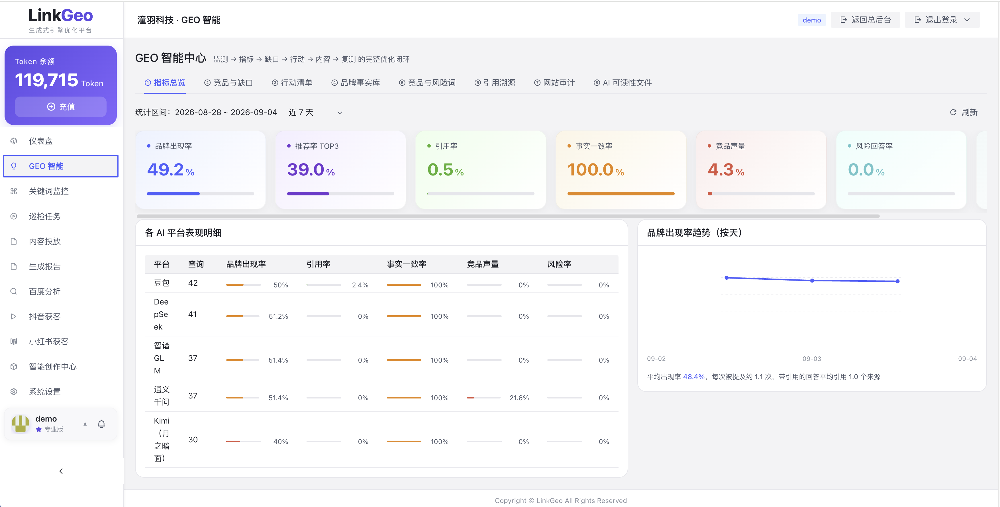 LinkGeo
生成式引擎优化平台
Token 余额
119,715 Token
充值
仪表盘
GEO 智能
关键词监控
巡检任务
内容投放
生成报告
百度分析
抖音获客
小红书获客
智能创作中心
系统设置
demo
专业版
潼羽科技 · GEO 智能
demo
返回总后台
退出登录
GEO 智能中心 监测 → 指标 → 缺口 → 行动 → 内容 → 复测 的完整优化闭环
① 指标总览 ② 竞品与缺口 ③ 行动清单 ④ 品牌事实库 ⑤ 竞品与风险词 ⑥ 引用溯源 ⑦ 网站审计 ⑧ AI 可读性文件
统计区间：2026-08-28 ~ 2026-09-04 近 7 天
刷新
品牌出现率
49.2%
推荐率 TOP3
39.0%
引用率
0.5%
事实一致率
100.0%
竞品声量
4.3%
风险回答率
0.0%
各 AI 平台表现明细
平台 查询 品牌出现率 引用率 事实一致率 竞品声量 风险率
豆包 42 50% 2.4% 100% 0% 0%
Dee
pSe
ek
41 51.2% 0% 100% 0% 0%
智谱
GL
M
37 51.4% 0% 100% 0% 0%
通义
千问
37 51.4% 0% 100% 21.6% 0%
Kimi
（月
之暗
面）
30 40% 0% 100% 0% 0%
品牌出现率趋势（按天）
09-02 09-03 09-04
平均出现率 48.4%，每次被提及约 1.1 次，带引用的回答平均引用 1.0 个来源
Copyright © LinkGeo All Rights Reserved